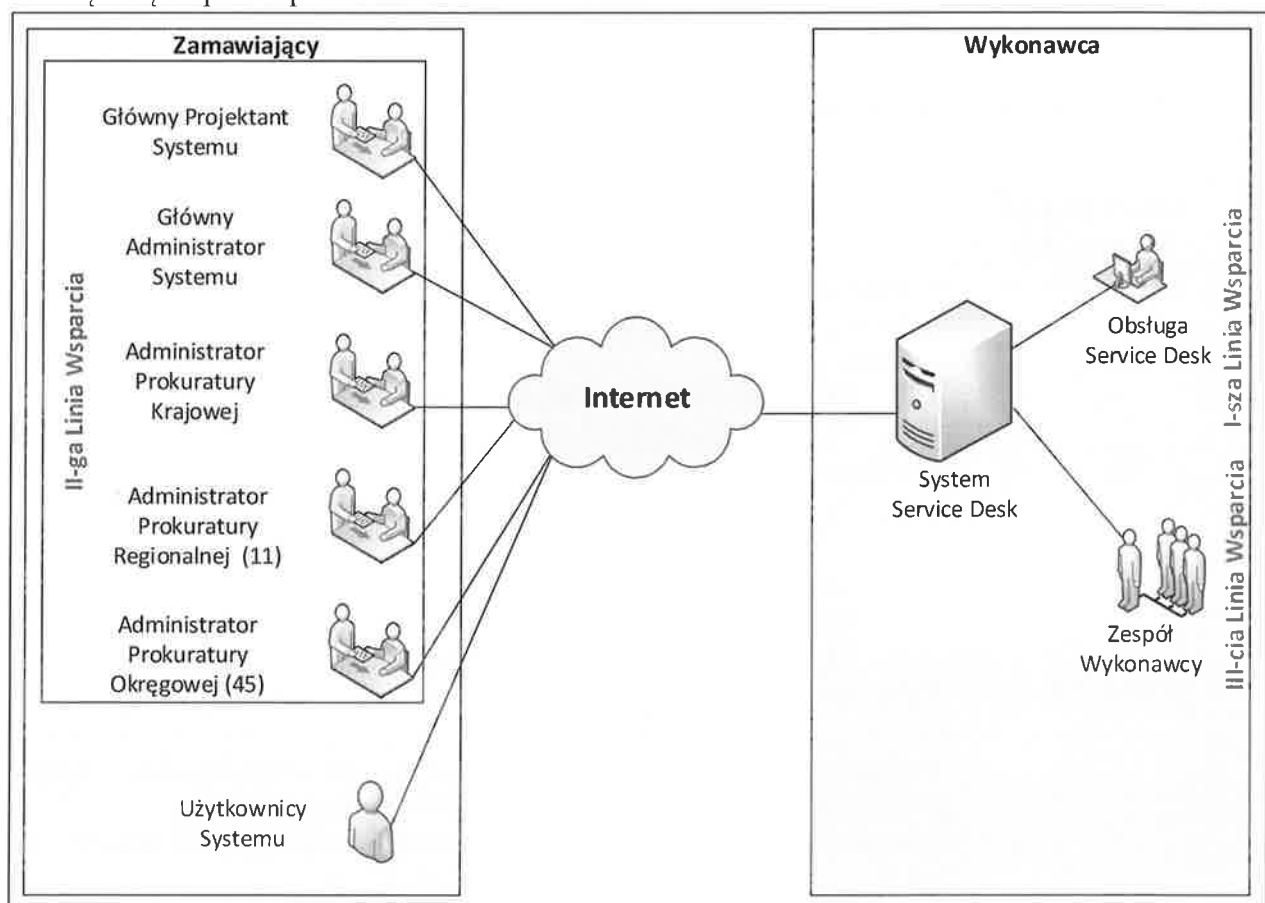 Zamawiający
Główny Projektant
Systemu
Główny
Administrator
Systemu
Administrator
Prokuratury
Krajowej
Administrator
Prokuratury
Regionalnej (11)
Administrator
Prokuratury
Okręgowej (45)
II-ga Linia Wsparcia
Użytkownicy
Systemu
Internet
Wykonawca
System
Service Desk
Obsługa
Service Desk
I-sza Linia Wsparcia
Zespół
Wykonawcy
III-cia Linia Wsparcia